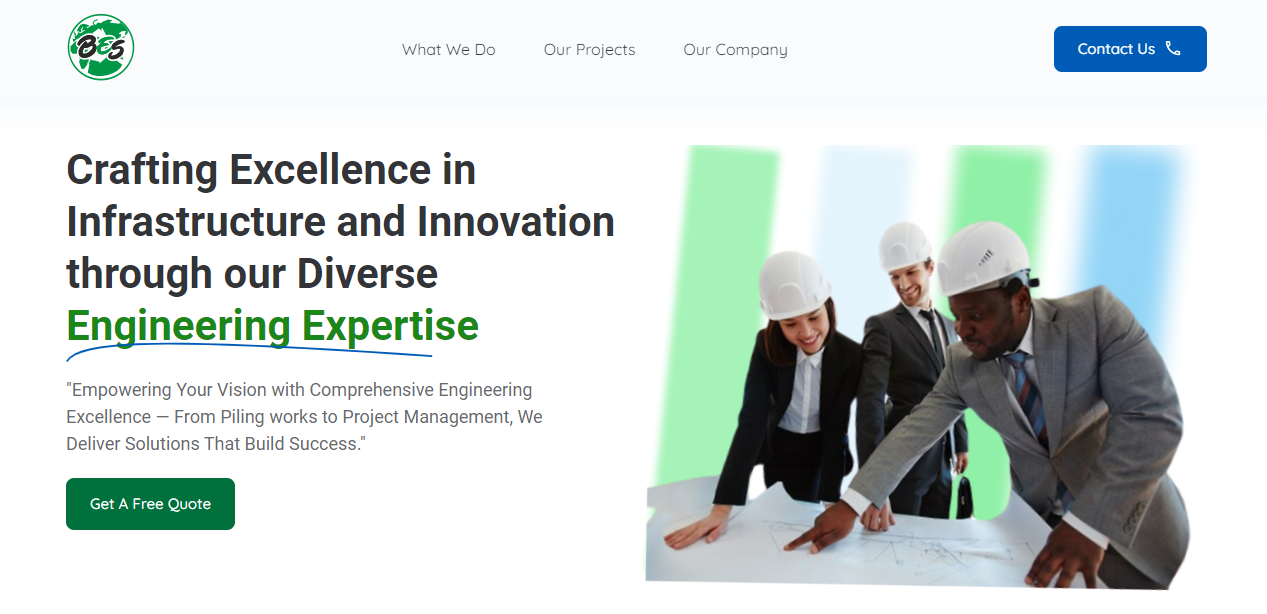 BES
What We Do
Our Projects
Our Company
Contact Us
Crafting Excellence in
Infrastructure and Innovation
through our Diverse
Engineering Expertise
"Empowering Your Vision with Comprehensive Engineering
Excellence — From Piling works to Project Management, We
Deliver Solutions That Build Success."
Get A Free Quote